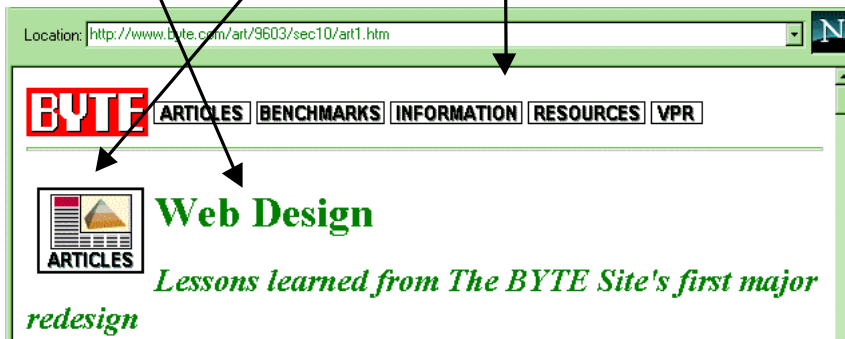 Location: http://www.byte.com/art/9603/sec10/art1.htm N
BYTE ARTICLES BENCHMARKS INFORMATION RESOURCES VPR
ARTICLES
Web Design
Lessons learned from The BYTE Site's first major
redesign